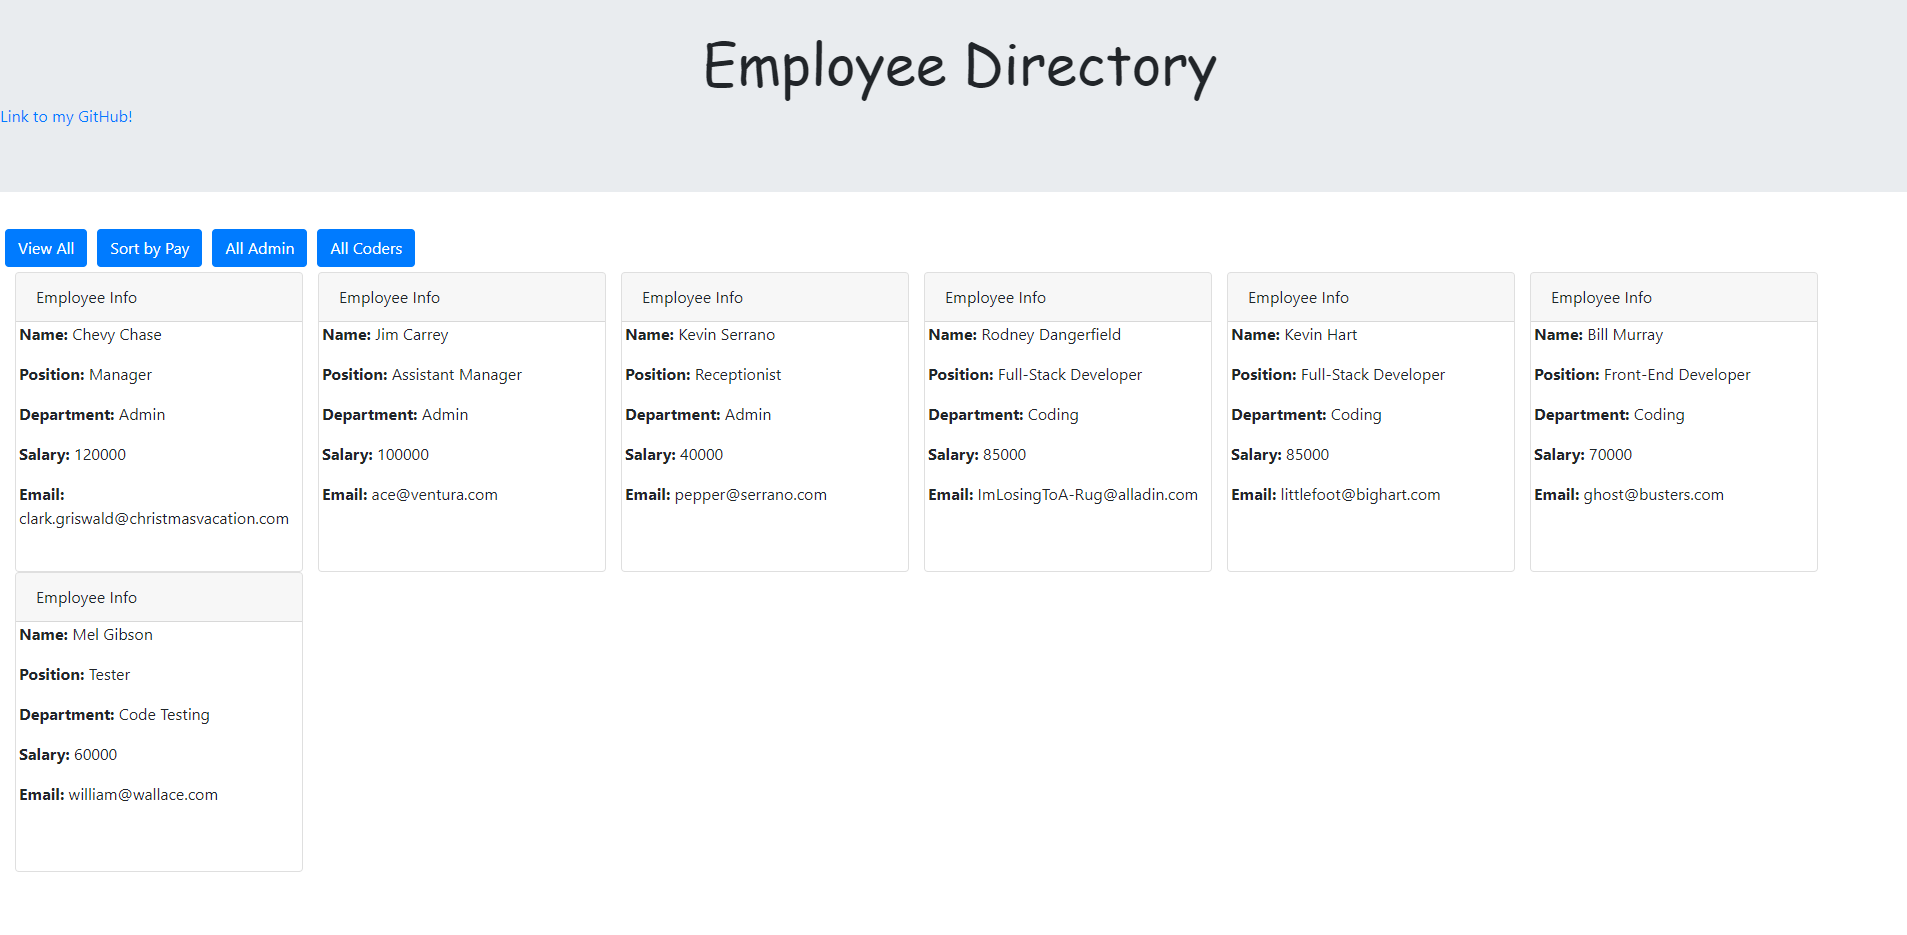 Employee Directory
Link to my GitHub!
View All
Sort by Pay
All Admin
All Coders
Employee Info
Name: Chevy Chase
Position: Manager
Department: Admin
Salary: 120000
Email:
clark.griswald@christmasvacation.com
Employee Info
Name: Jim Carrey
Position: Assistant Manager
Department: Admin
Salary: 100000
Email: ace@ventura.com
Employee Info
Name: Kevin Serrano
Position: Receptionist
Department: Admin
Salary: 40000
Email: pepper@serrano.com
Employee Info
Name: Rodney Dangerfield
Position: Full-Stack Developer
Department: Coding
Salary: 85000
Email: ImLosingToA-Rug@alladin.com
Employee Info
Name: Kevin Hart
Position: Full-Stack Developer
Department: Coding
Salary: 85000
Email: littlefoot@bighart.com
Employee Info
Name: Bill Murray
Position: Front-End Developer
Department: Coding
Salary: 70000
Email: ghost@busters.com
Employee Info
Name: Mel Gibson
Position: Tester
Department: Code Testing
Salary: 60000
Email: william@wallace.com